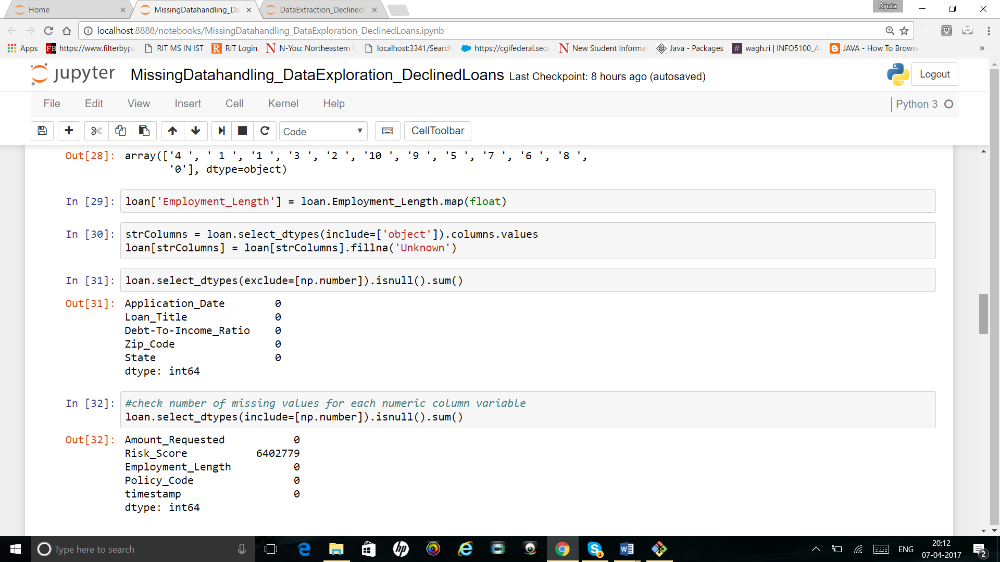 Home
MissingDatahandling_Da
DataExtraction_DeclinedL
Rijuta
localhost:8888/notebooks/MissingDatahandling_DataExploration_DeclinedLoans.ipynb
Apps
FB https://www.filterbypa
RIT MS IN IST
R RIT Login
N N-You: Northeastern
localhost:3341/Search
https://cgifederal.secu
N New Student Informat
Java - Packages
# wagh.ri | INFO5100_A
JAVA - How To Browse
»
jupyter
MissingDatahandling_DataExploration_DeclinedLoans Last Checkpoint: 8 hours ago (autosaved)
Logout
File Edit View Insert Cell Kernel Help
Python 3
Code
CellToolbar
Out[28]: array(['4 ', ' 1 ', '1 ', '3 ', '2 ', '10 ', '9 ', '5 ', '7 ', '6 ', '8 ',
'0'], dtype=object)
In [29]: loan['Employment_Length'] = loan.Employment_Length.map(float)
In [30]: strColumns = loan.select_dtypes(include=['object']).columns.values
loan[strColumns] = loan[strColumns].fillna('Unknown')
In [31]: loan.select_dtypes(exclude=[np.number]).isnull().sum()
Out[31]: Application_Date 0
Loan_Title 0
Debt-To-Income_Ratio 0
Zip_Code 0
State 0
dtype: int64
In [32]: #check number of missing values for each numeric column variable
loan.select_dtypes(include=[np.number]).isnull().sum()
Out[32]: Amount_Requested 0
Risk_Score 6402779
Employment_Length 0
Policy_Code 0
timestamp 0
dtype: int64
Type here to search
hp
2
ENG
20:12
07-04-2017
2